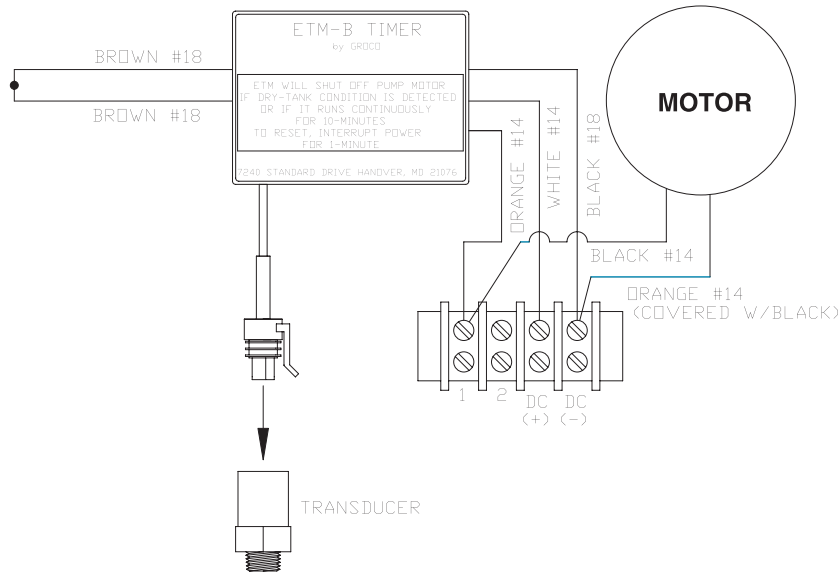 ETM-B TIMER
by GROCO
BROWN #18
BROWN #18
ETM WILL SHUT OFF PUMP MOTOR
IF DRY-TANK CONDITION IS DETECTED
OR IF IT RUNS CONTINUOUSLY
FOR 10-MINUTES
TO RESET, INTERRUPT POWER
FOR 1-MINUTE
7240 STANDARD DRIVE HANOVER, MD 21076
MOTOR
ORANGE #14
WHITE #14
BLACK #18
BLACK #14
ORANGE #14
(COVERED W/BLACK)
1
2
DC
(+)
DC
(-)
TRANSDUCER